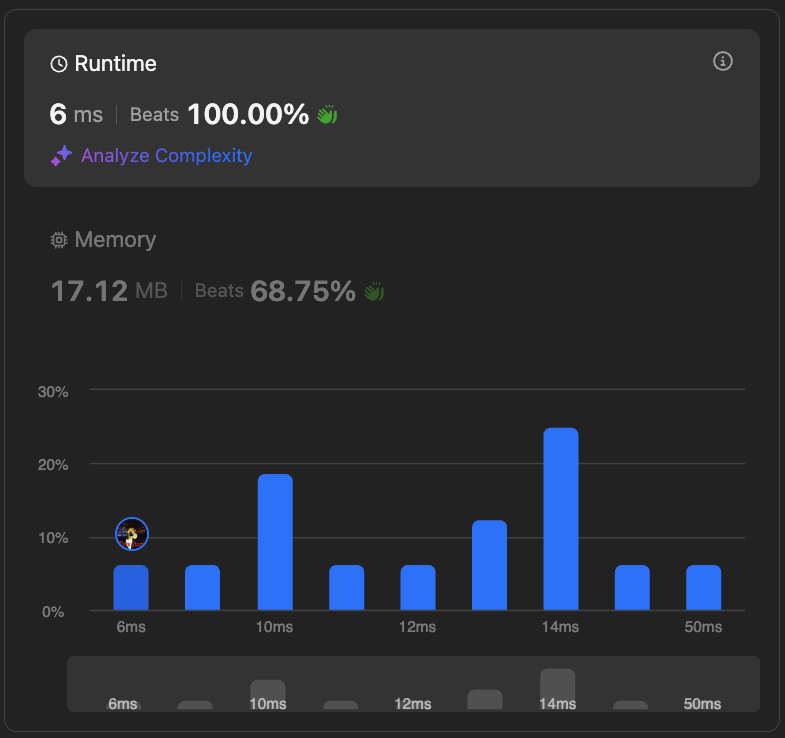 Runtime
6 ms Beats 100.00%
Analyze Complexity
Memory
17.12 MB Beats 68.75%
30%
20%
10%
0%
6ms 10ms 12ms 14ms 50ms
6ms 10ms 12ms 14ms 50ms